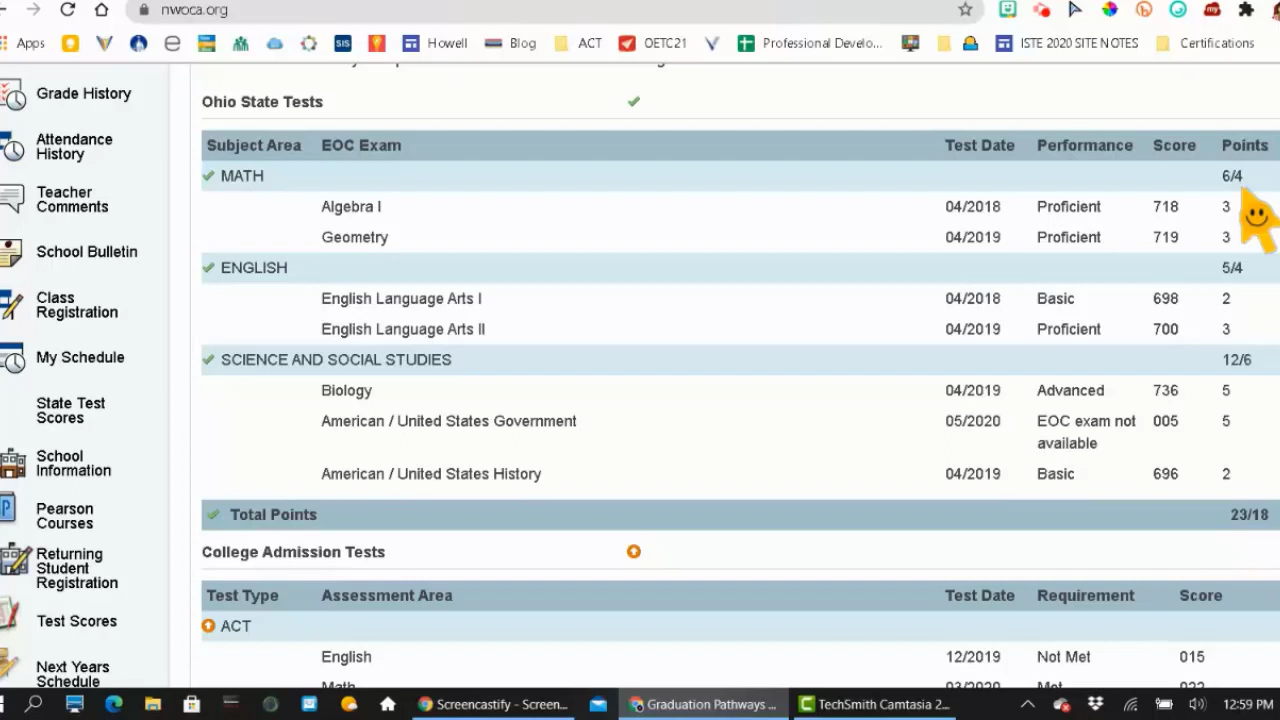 nwoca.org
Apps
SIS
Howell
Blog
ACT
OETC21
Professional Develo...
ISTE 2020 SITE NOTES
Certifications
Grade History
Attendance
History
Teacher
Comments
School Bulletin
Class
Registration
My Schedule
State Test
Scores
School
Information
Pearson
Courses
Returning
Student
Registration
Test Scores
Next Years
Schedule
Ohio State Tests
Subject Area EOC Exam Test Date Performance Score Points
MATH 6/4
Algebra I 04/2018 Proficient 718 3
Geometry 04/2019 Proficient 719 3
ENGLISH 5/4
English Language Arts I 04/2018 Basic 698 2
English Language Arts II 04/2019 Proficient 700 3
SCIENCE AND SOCIAL STUDIES 12/6
Biology 04/2019 Advanced 736 5
American / United States Government 05/2020 EOC exam not 005 5
available
American / United States History 04/2019 Basic 696 2
Total Points 23/18
College Admission Tests
Test Type Assessment Area Test Date Requirement Score
ACT
English 12/2019 Not Met 015
Screencastify - Screen...
Graduation Pathways ...
TechSmith Camtasia 2...
12:59 PM